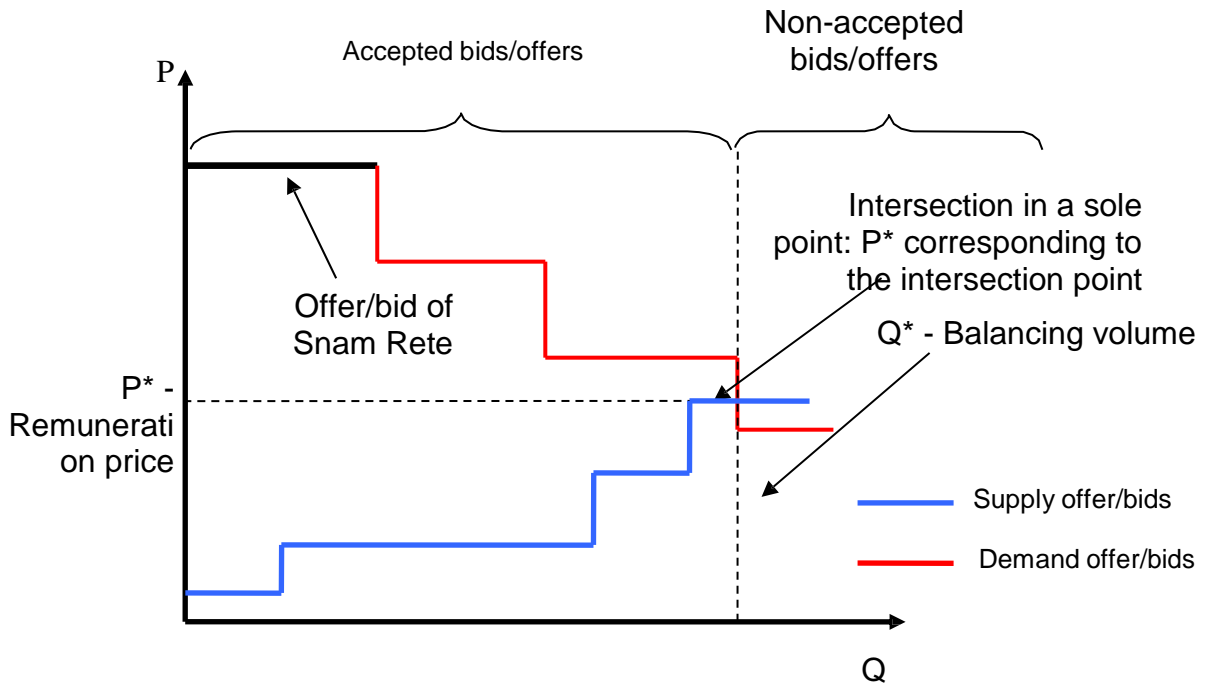 Accepted bids/offers
Non-accepted
bids/offers
P
Intersection in a sole
point: P* corresponding to
the intersection point
Offer/bid of
Snam Rete
Q* - Balancing volume
P* -
Remunerati
on price
Supply offer/bids
Demand offer/bids
Q